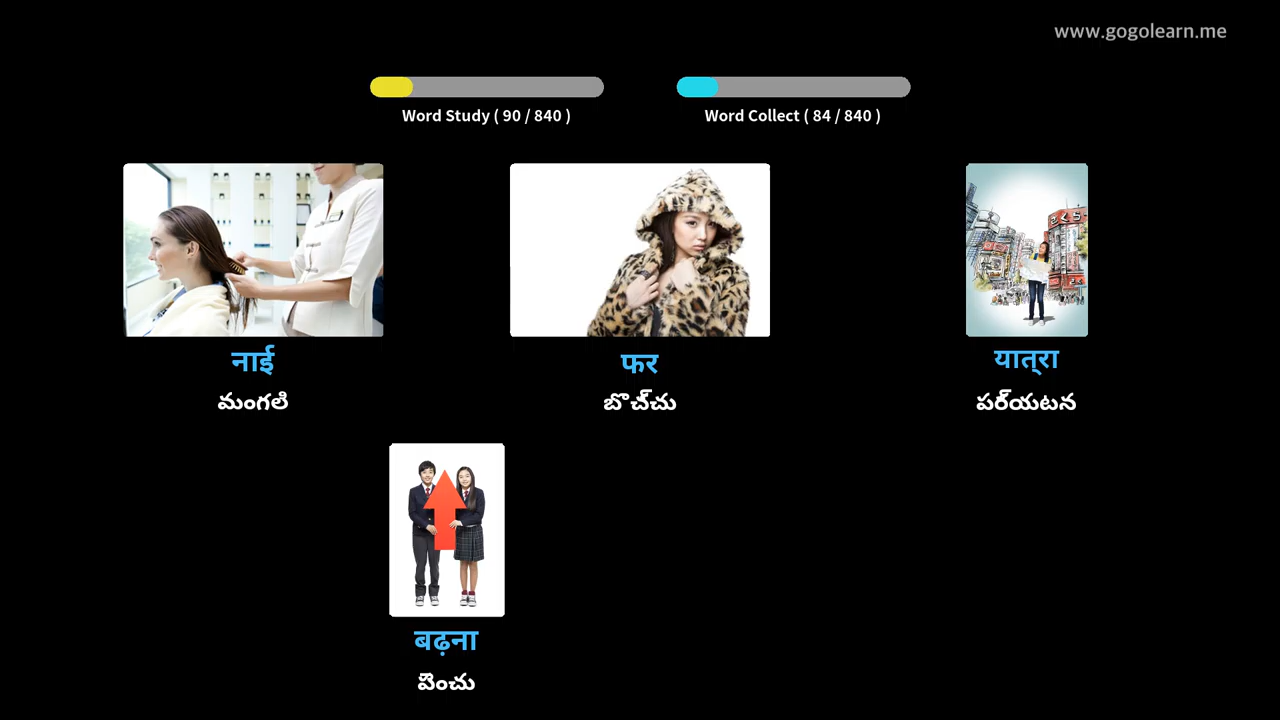 www.gogolearn.me
Word Study ( 90 / 840 )
Word Collect ( 84 / 840 )
नाई
మంగలి
फर
బొచ్చు
यात्रा
పర్యటన
बढ़ना
పెంచు